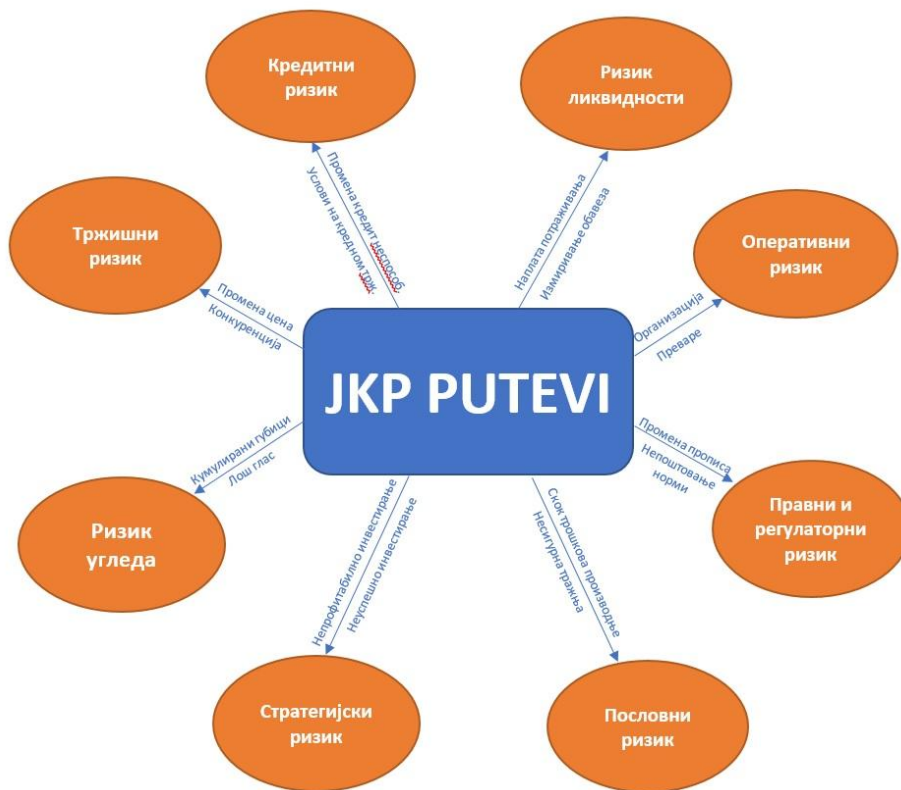 Кредитни
ризик
Ризик
ликвидности
Промена кредит неспособ.
Услови на кредном трж.
Наплата потраживања
Измиривање обавеза
Тржишни
ризик
Оперативни
ризик
Промена цена
Конкуренција
Организација
Преваре
JKP PUTEVI
Кумулирани губици
Лош глас
Промена прописа
Непоштовање
норми
Ризик
угледа
Правни и
регулаторни
ризик
Непрофитабилно инвестирање
Неуспешно инвестирање
Скок трошкова производње
Несигурна тражња
Стратегијски
ризик
Пословни
ризик